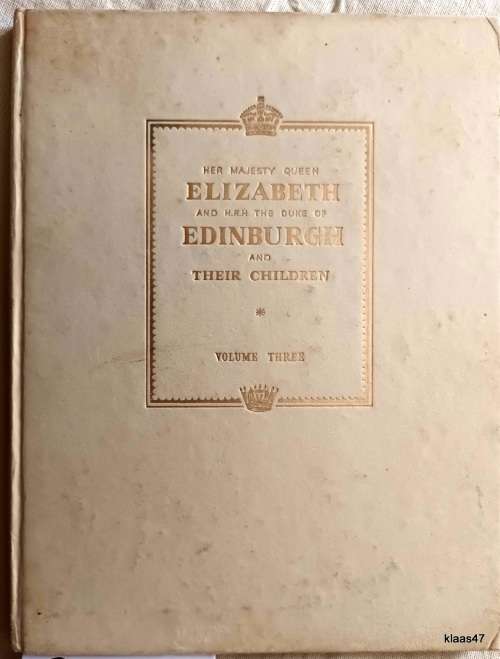 HER MAJESTY QUEEN
ELIZABETH
AND H.R.H THE DUKE OF
EDINBURGH
AND
THEIR CHILDREN
*
VOLUME THREE
klaas47